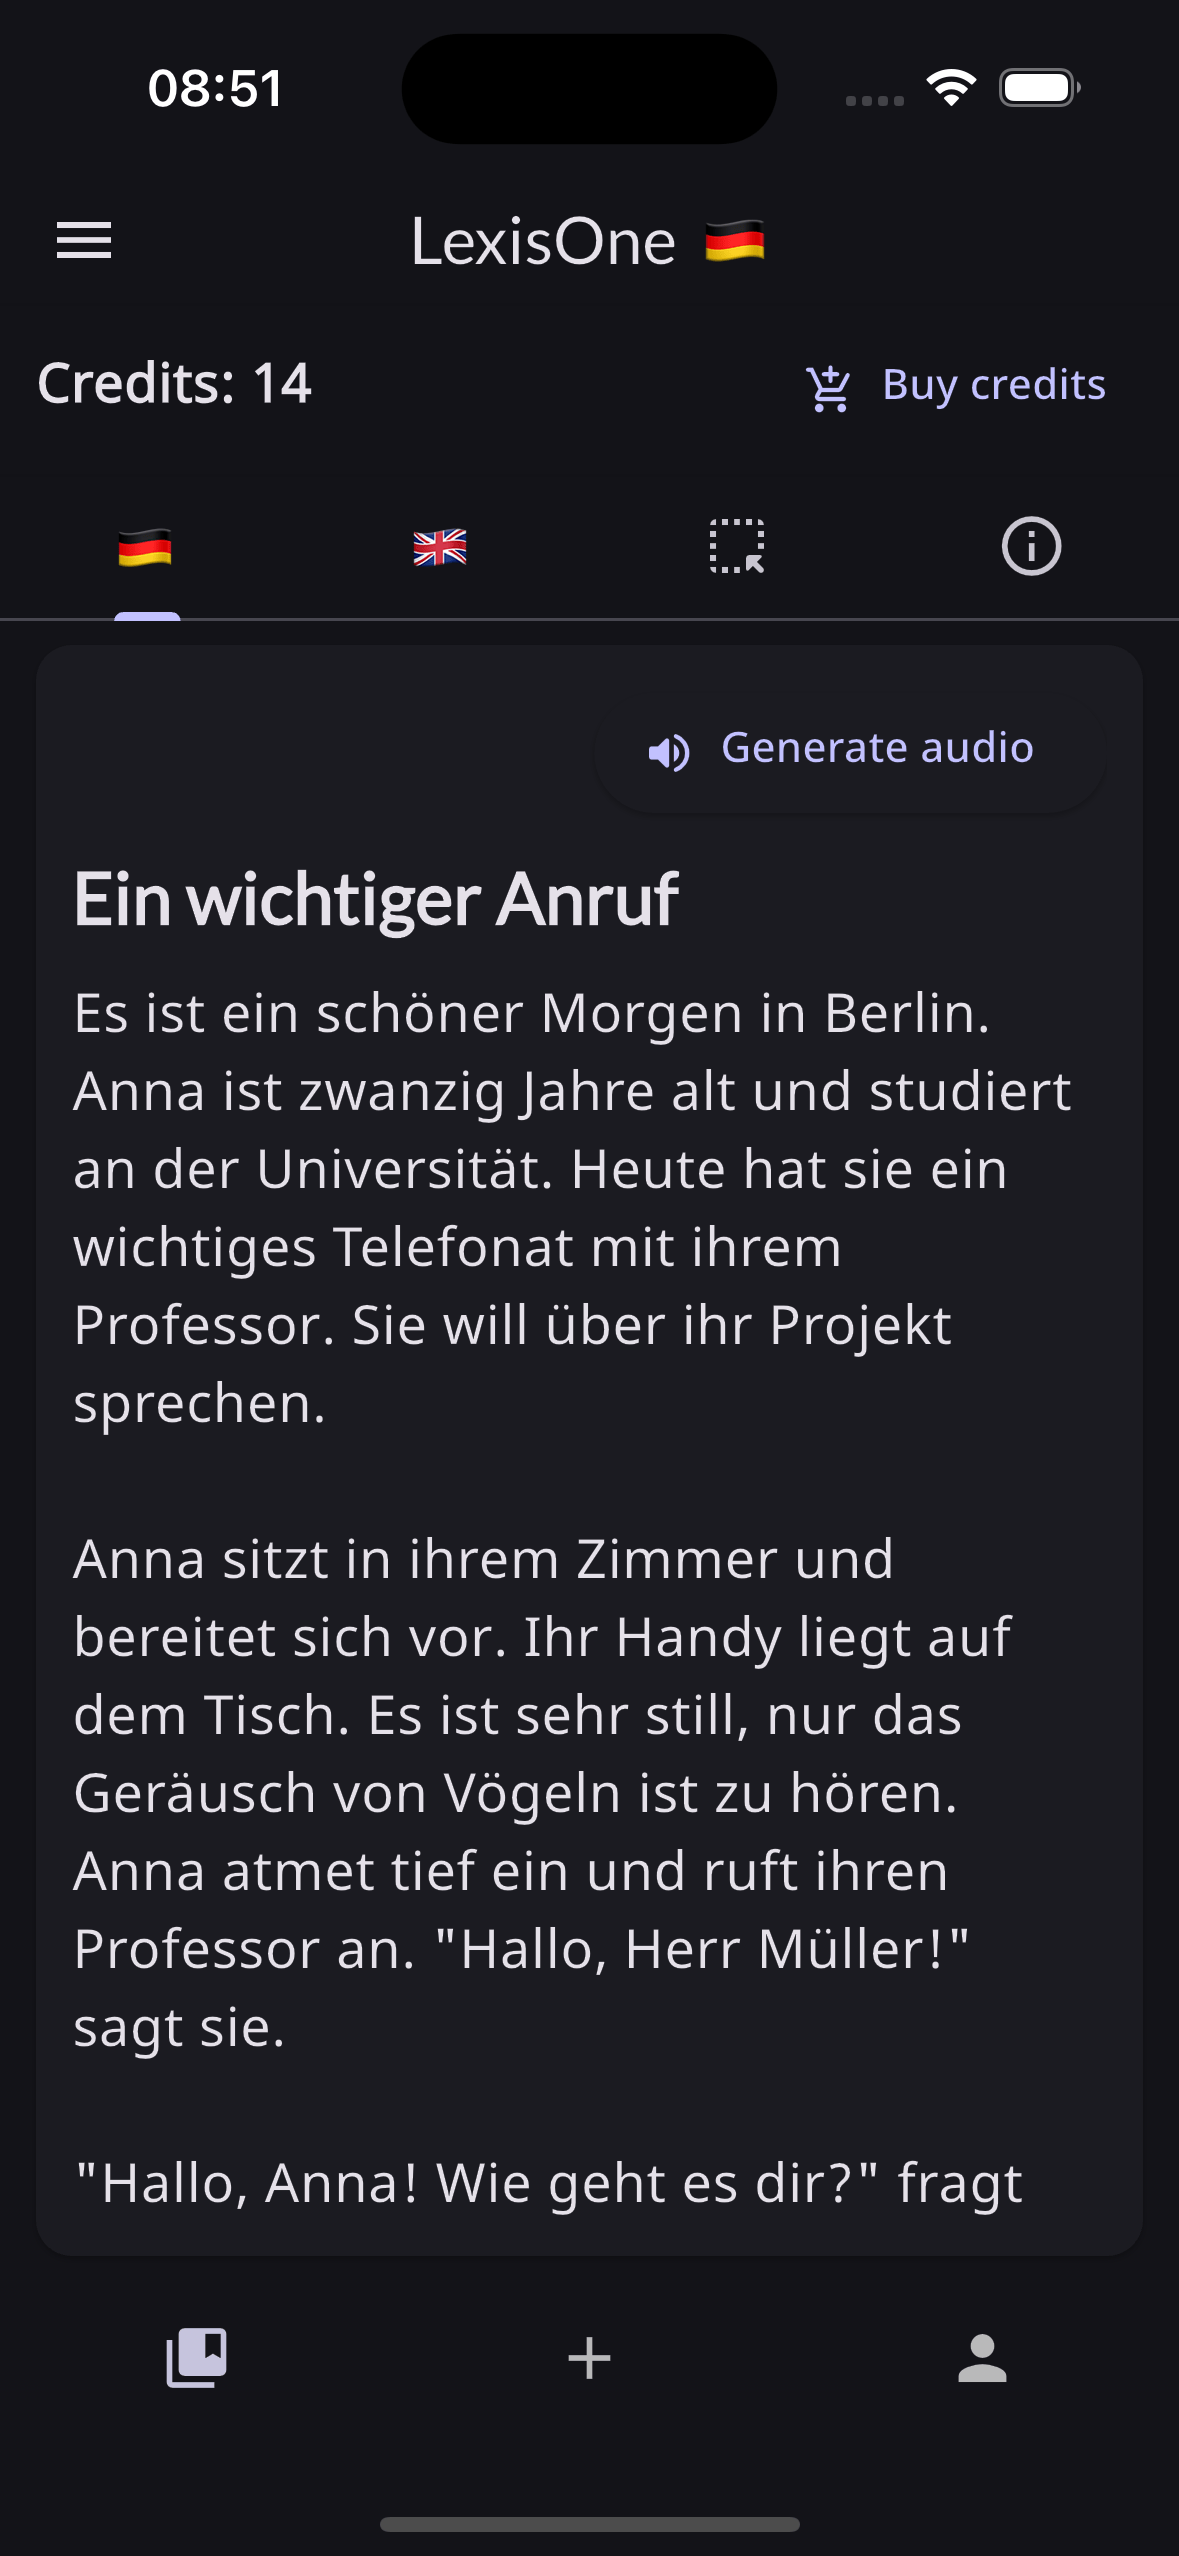 08:51
LexisOne
Credits: 14
Buy credits
Generate audio
Ein wichtiger Anruf
Es ist ein schöner Morgen in Berlin.
Anna ist zwanzig Jahre alt und studiert
an der Universität. Heute hat sie ein
wichtiges Telefonat mit ihrem
Professor. Sie will über ihr Projekt
sprechen.
Anna sitzt in ihrem Zimmer und
bereitet sich vor. Ihr Handy liegt auf
dem Tisch. Es ist sehr still, nur das
Geräusch von Vögeln ist zu hören.
Anna atmet tief ein und ruft ihren
Professor an. "Hallo, Herr Müller!"
sagt sie.
"Hallo, Anna! Wie geht es dir?" fragt